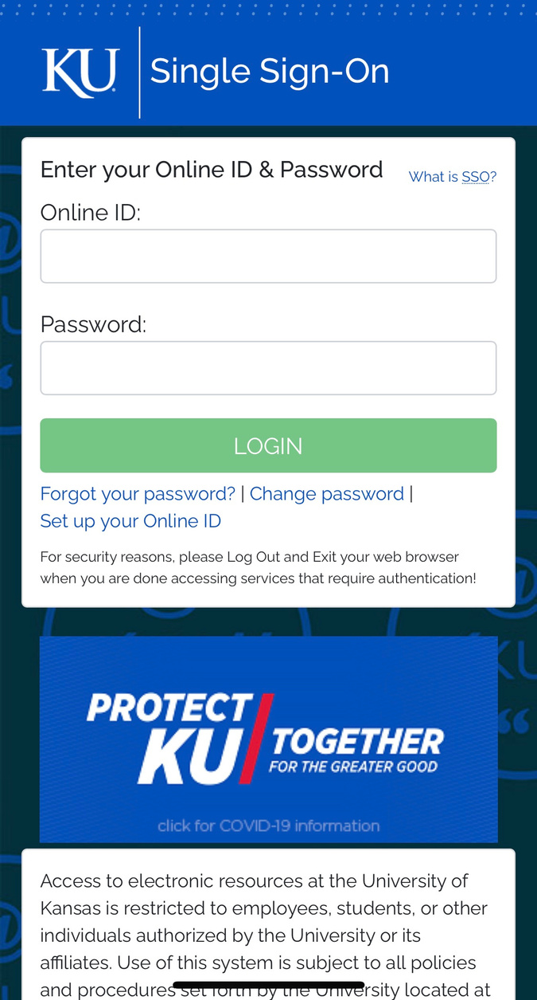 KU Single Sign-On
Enter your Online ID & Password
What is SSO?
Online ID:
Password:
LOGIN
Forgot your password? | Change password |
Set up your Online ID
For security reasons, please Log Out and Exit your web browser
when you are done accessing services that require authentication!
PROTECT
KU
TOGETHER
FOR THE GREATER GOOD
click for COVID-19 information
Access to electronic resources at the University of
Kansas is restricted to employees, students, or other
individuals authorized by the University or its
affiliates. Use of this system is subject to all policies
and procedures set forth by the University located at